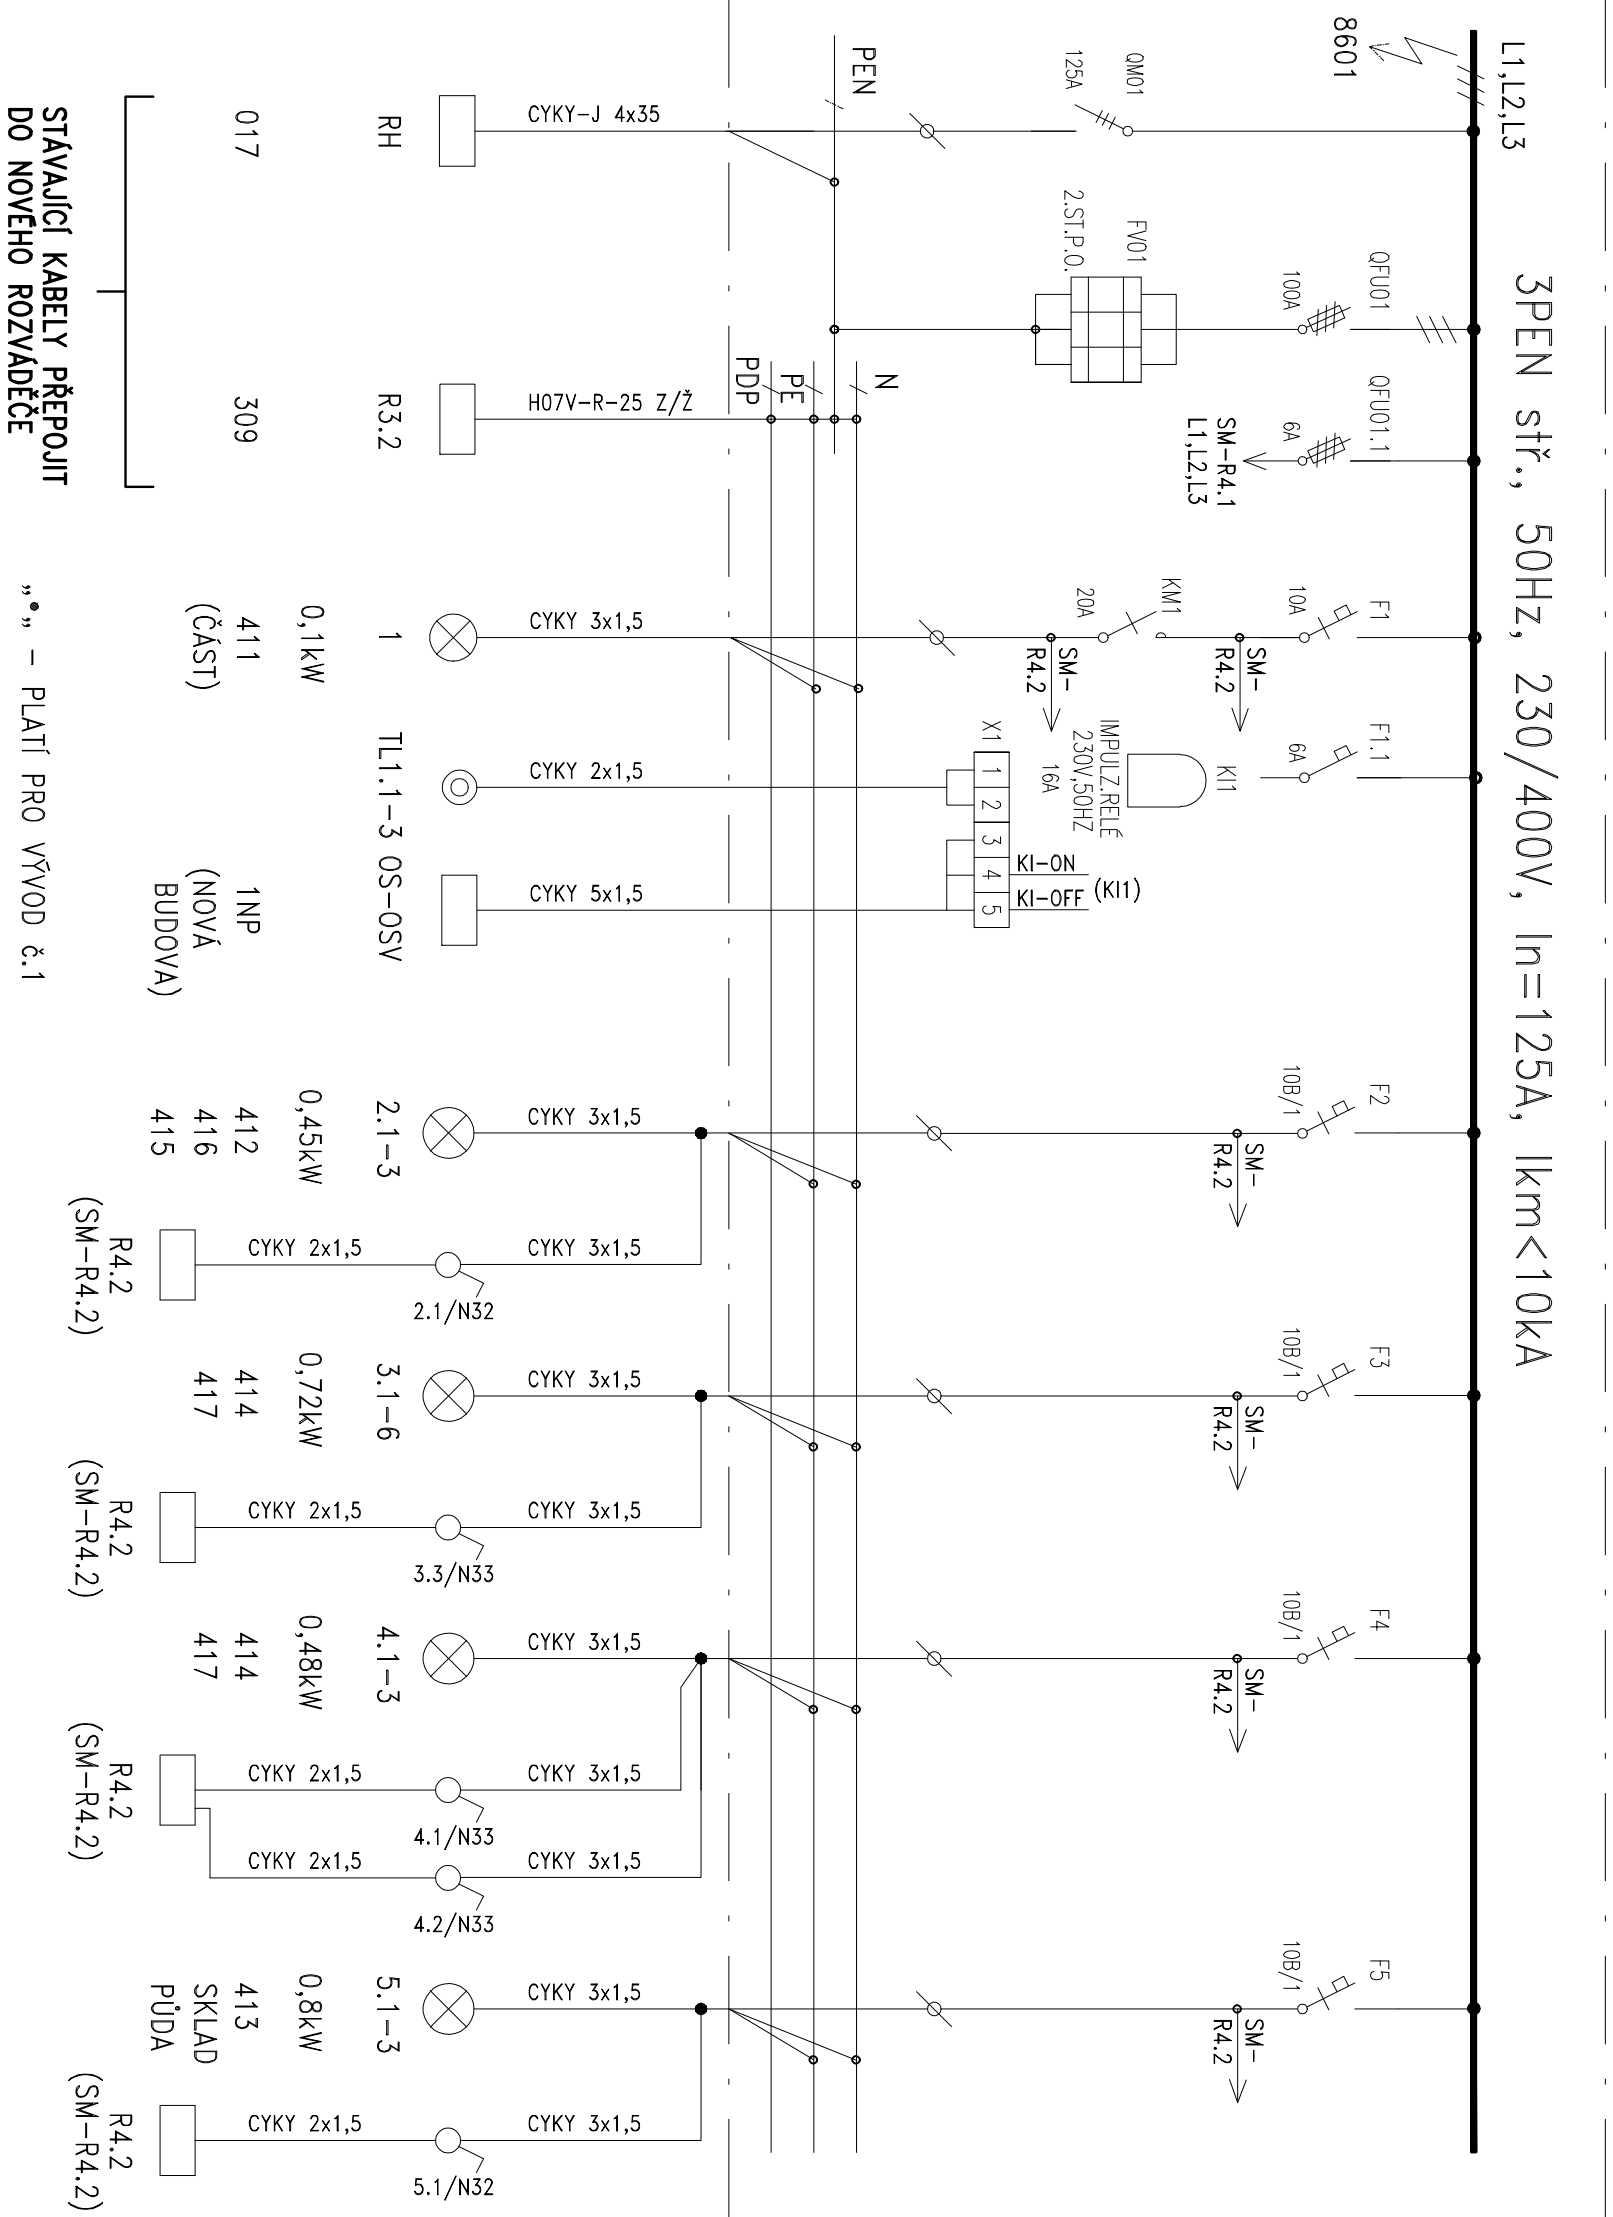 3PEN stř., 50Hz, 230/400V, In=125A, Ikm<10kA
L1,L2,L3
8601
QM01
125A
PEN
CYKY-J 4x35
RH
017
QFU01
100A
FV01
2.ST.P.O.
QFU01.1
6A
SM-R4.1
L1,L2,L3
N
PE
PDP
H07V-R-25 Z/Ž
R3.2
309
STÁVAJÍCÍ KABELY PŘEPOJIT
DO NOVÉHO ROZVÁDĚČE
F1
10A
SM-
R4.2
KM1
20A
SM-
R4.2
CYKY 3x1,5
1
0,1kW
411
(ČÁST)
F1.1
6A
KI1
IMPULZ.RELÉ
230V,50HZ
16A
X1
1
2
3
4
5
KI-ON
KI-OFF
(KI1)
CYKY 2x1,5
CYKY 5x1,5
TL1.1-3
OS-OSV
1NP
(NOVÁ
BUDOVA)
„•„ - PLATÍ PRO VÝVOD č.1
F2
10B/1
SM-
R4.2
CYKY 3x1,5
2.1-3
0,45kW
412
416
415
CYKY 3x1,5
2.1/N32
CYKY 2x1,5
R4.2
(SM-R4.2)
F3
10B/1
SM-
R4.2
CYKY 3x1,5
3.1-6
0,72kW
414
417
CYKY 3x1,5
3.3/N33
CYKY 2x1,5
R4.2
(SM-R4.2)
F4
10B/1
SM-
R4.2
CYKY 3x1,5
4.1-3
0,48kW
414
417
CYKY 3x1,5
4.1/N33
CYKY 2x1,5
CYKY 3x1,5
4.2/N33
CYKY 2x1,5
R4.2
(SM-R4.2)
F5
10B/1
SM-
R4.2
CYKY 3x1,5
5.1-3
0,8kW
413
SKLAD
PŮDA
CYKY 3x1,5
5.1/N32
CYKY 2x1,5
R4.2
(SM-R4.2)